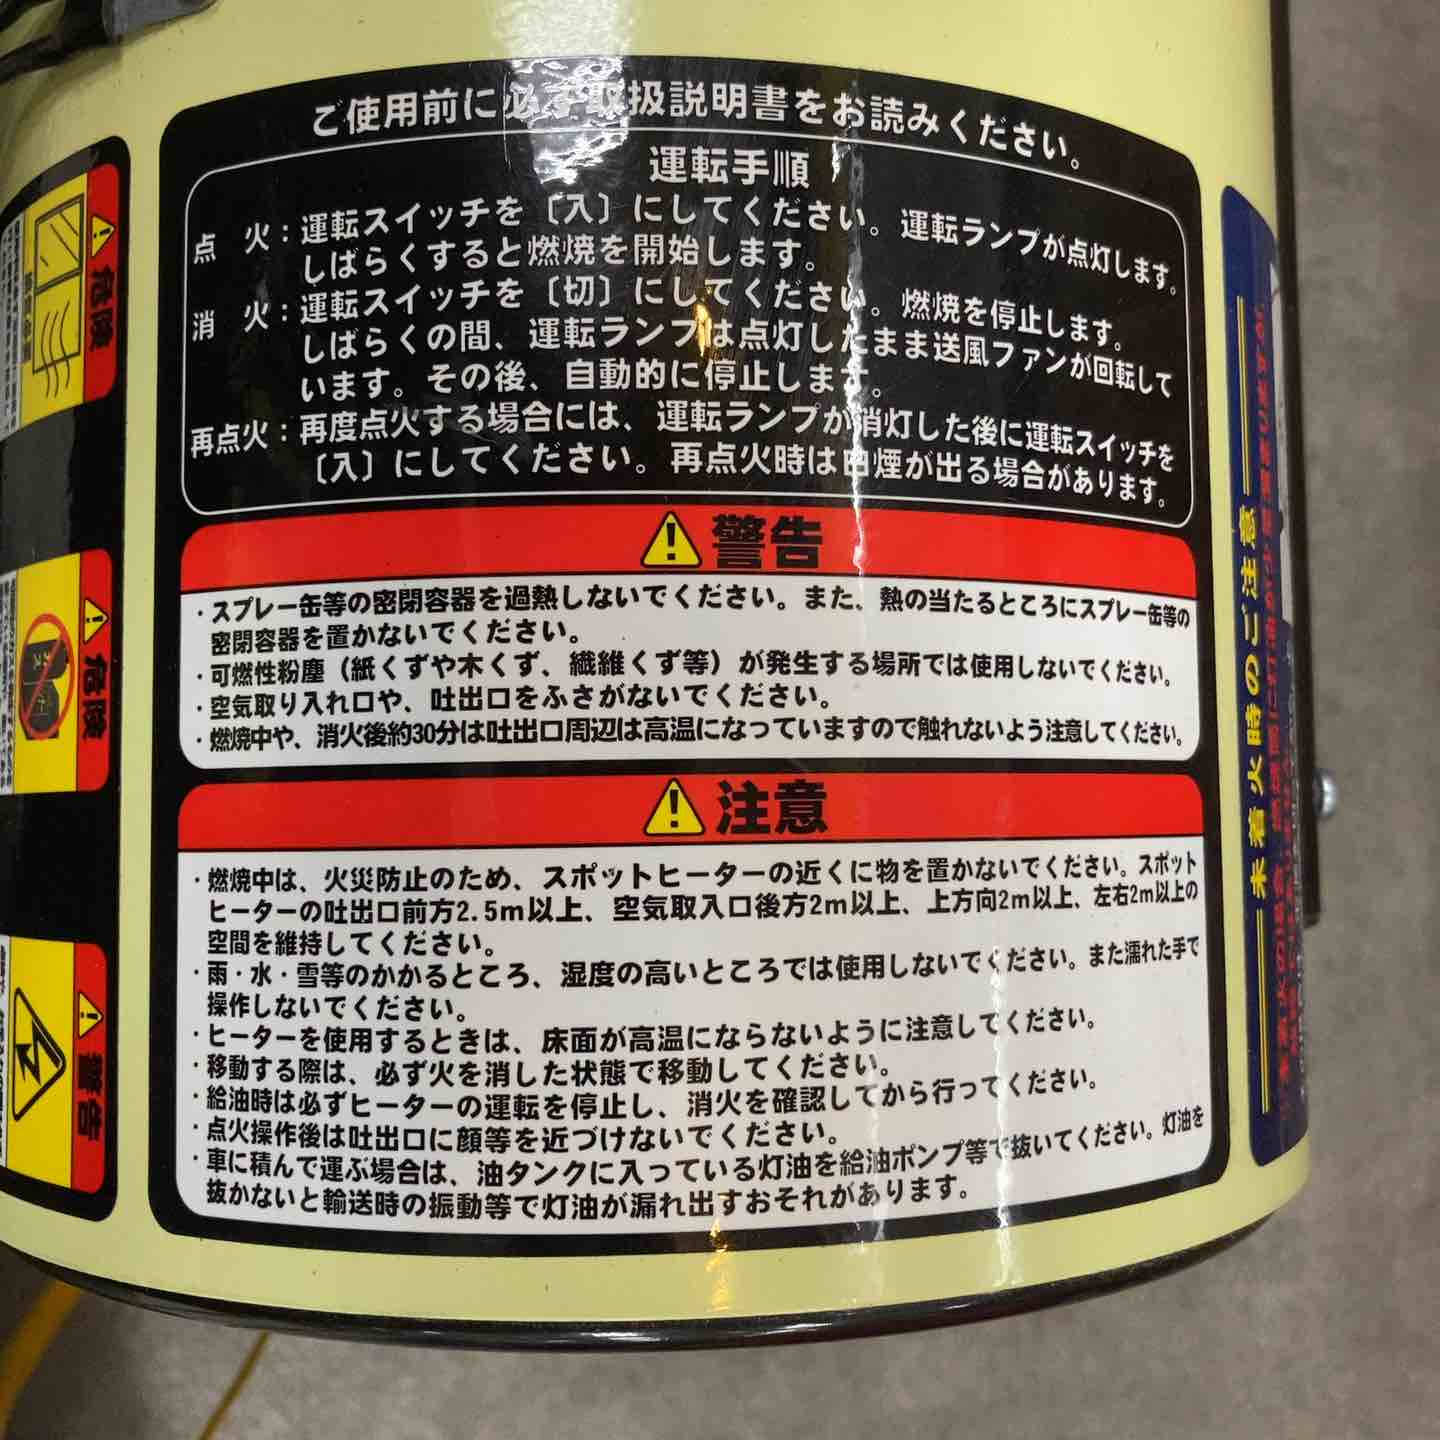 ご使用前に必ず取扱説明書をお読みください。
運転手順
点　火：運転スイッチを〔入〕にしてください。運転ランプが点灯します。
しばらくすると燃焼を開始します。
消　火：運転スイッチを〔切〕にしてください。燃焼を停止します。
しばらくの間、運転ランプは点灯したまま送風ファンが回転して
います。その後、自動的に停止します。
再点火：再度点火する場合には、運転ランプが消灯した後に運転スイッチを
〔入〕にしてください。再点火時は白煙が出る場合があります。
警告
・スプレー缶等の密閉容器を過熱しないでください。また、熱の当たるところにスプレー缶等の
密閉容器を置かないでください。
・可燃性粉塵（紙くずや木くず、繊維くず等）が発生する場所では使用しないでください。
・空気取り入れ口や、吐出口をふさがないでください。
・燃焼中や、消火後約30分は吐出口周辺は高温になっていますので触れないよう注意してください。
注意
・燃焼中は、火災防止のため、スポットヒーターの近くに物を置かないでください。スポット
ヒーターの吐出口前方2.5m以上、空気取入口後方2m以上、上方向2m以上、左右2m以上の
空間を維持してください。
・雨・水・雪等のかかるところ、湿度の高いところでは使用しないでください。また濡れた手で
操作しないでください。
・ヒーターを使用するときは、床面が高温にならないように注意してください。
・移動する際は、必ず火を消した状態で移動してください。
・給油時は必ずヒーターの運転を停止し、消火を確認してから行ってください。
・点火操作後は吐出口に顔等を近づけないでください。
・車に積んで運ぶ場合は、油タンクに入っている灯油を給油ポンプ等で抜いてください。灯油を
抜かないと輸送時の振動等で灯油が漏れ出すおそれがあります。
危険
危険
警告
未着火時のご注意